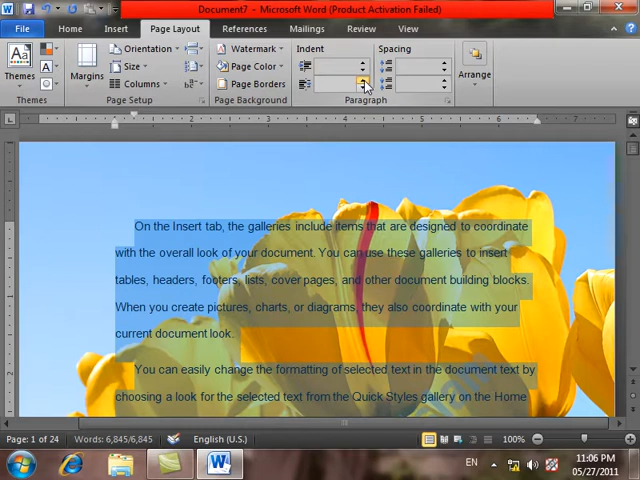 Document7 - Microsoft Word (Product Activation Failed)
File Home Insert Page Layout References Mailings Review View
Themes
Themes
Margins
Orientation
Size
Columns
Page Setup
Watermark
Page Color
Page Borders
Page Background
Indent
Spacing
Paragraph
Arrange
1 2 3 4 5 6
On the Insert tab, the galleries include items that are designed to coordinate
with the overall look of your document. You can use these galleries to insert
tables, headers, footers, lists, cover pages, and other document building blocks.
When you create pictures, charts, or diagrams, they also coordinate with your
current document look.
You can easily change the formatting of selected text in the document text by
choosing a look for the selected text from the Quick Styles gallery on the Home
Page: 1 of 24 Words: 6,845/6,845 English (U.S.) 100%
EN
11:06 PM
05/27/2011